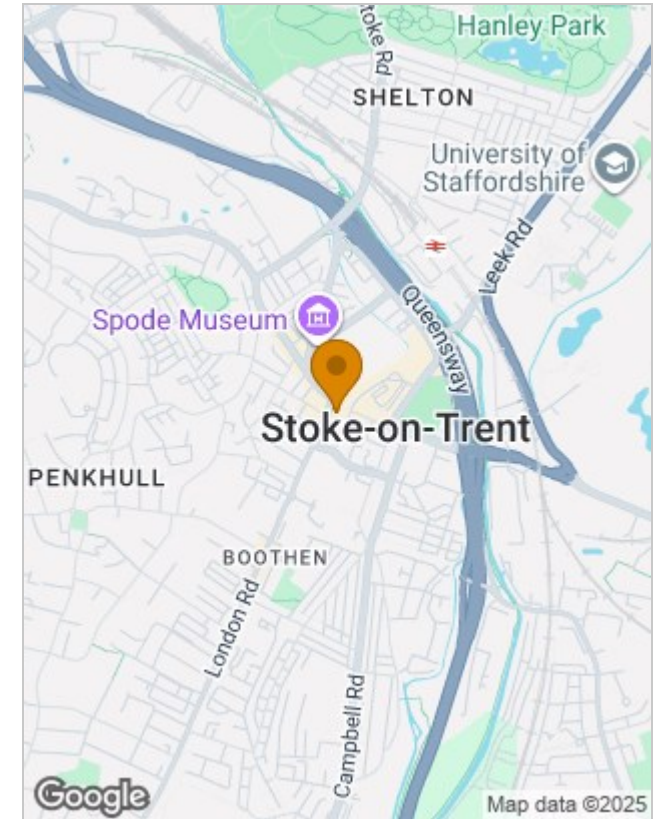 Hanley Park
toke Rd
SHELTON
University of
Staffordshire
Leek Rd
Queensway
Spode Museum
Stoke-on-Trent
PENKHULL
BOOTHEN
London Rd
Campbell Rd
Google
Map data ©2025